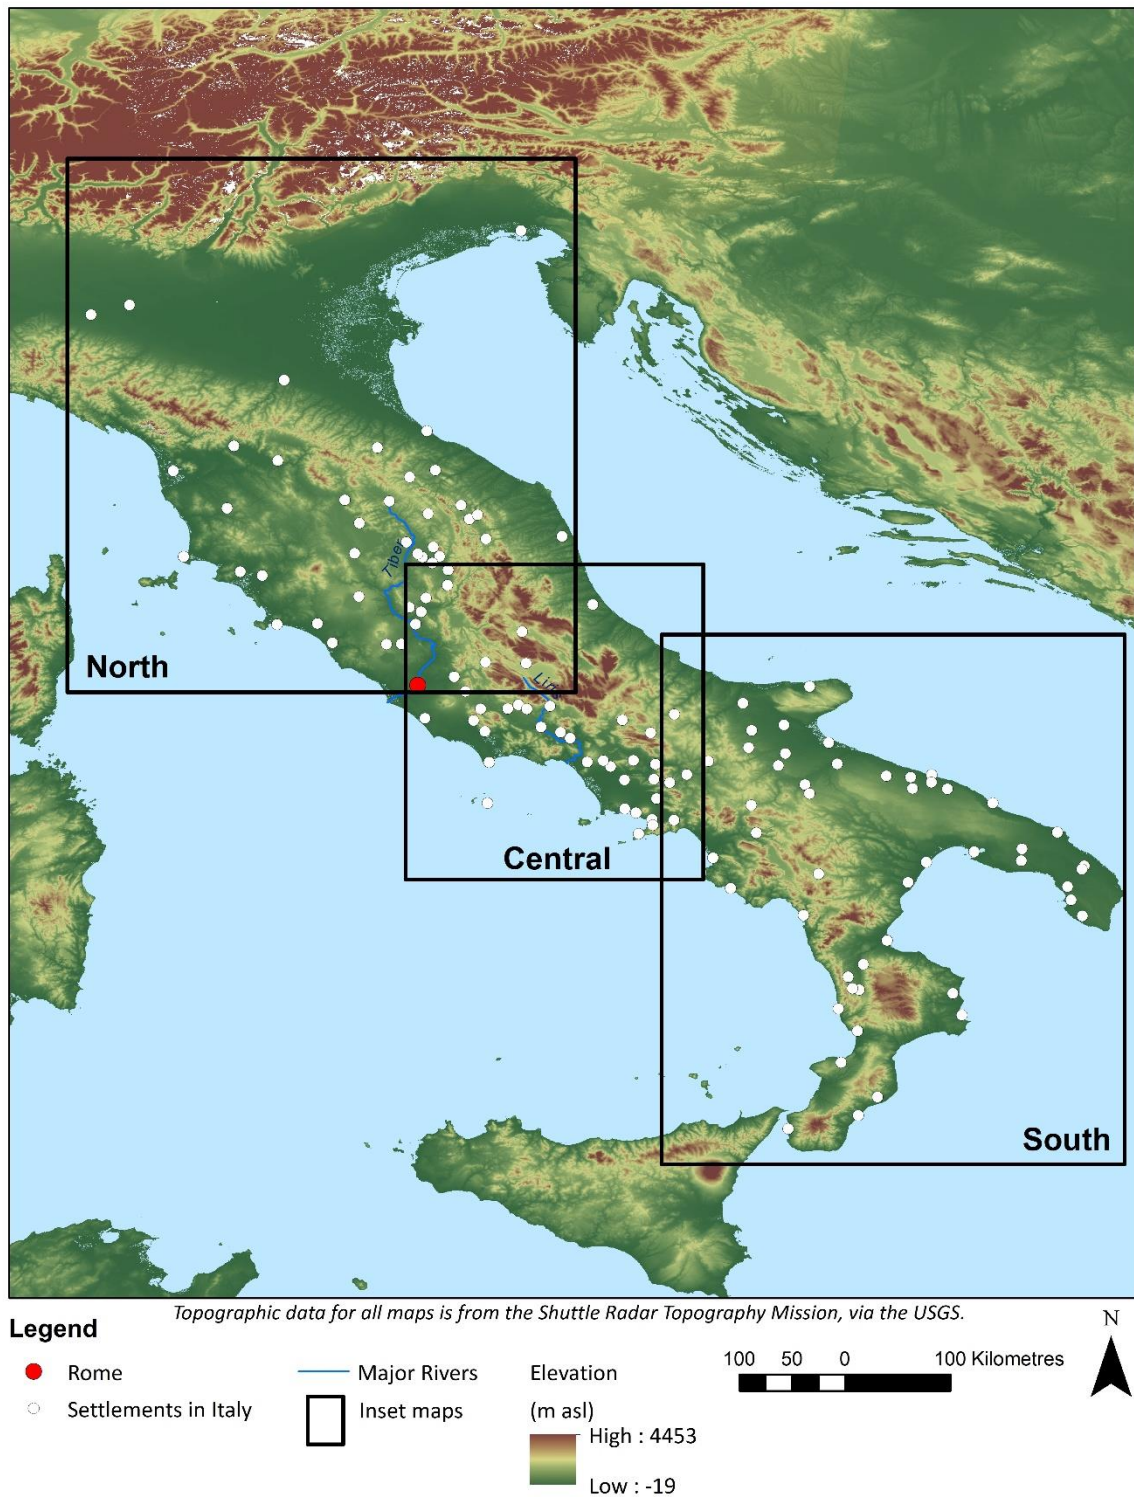 Tiber
North
Liris
Central
South
Topographic data for all maps is from the Shuttle Radar Topography Mission, via the USGS.
Legend
N
Rome
Major Rivers
Elevation
100 50 0 100 Kilometres
Settlements in Italy
Inset maps
(m asl)
High : 4453
Low : -19